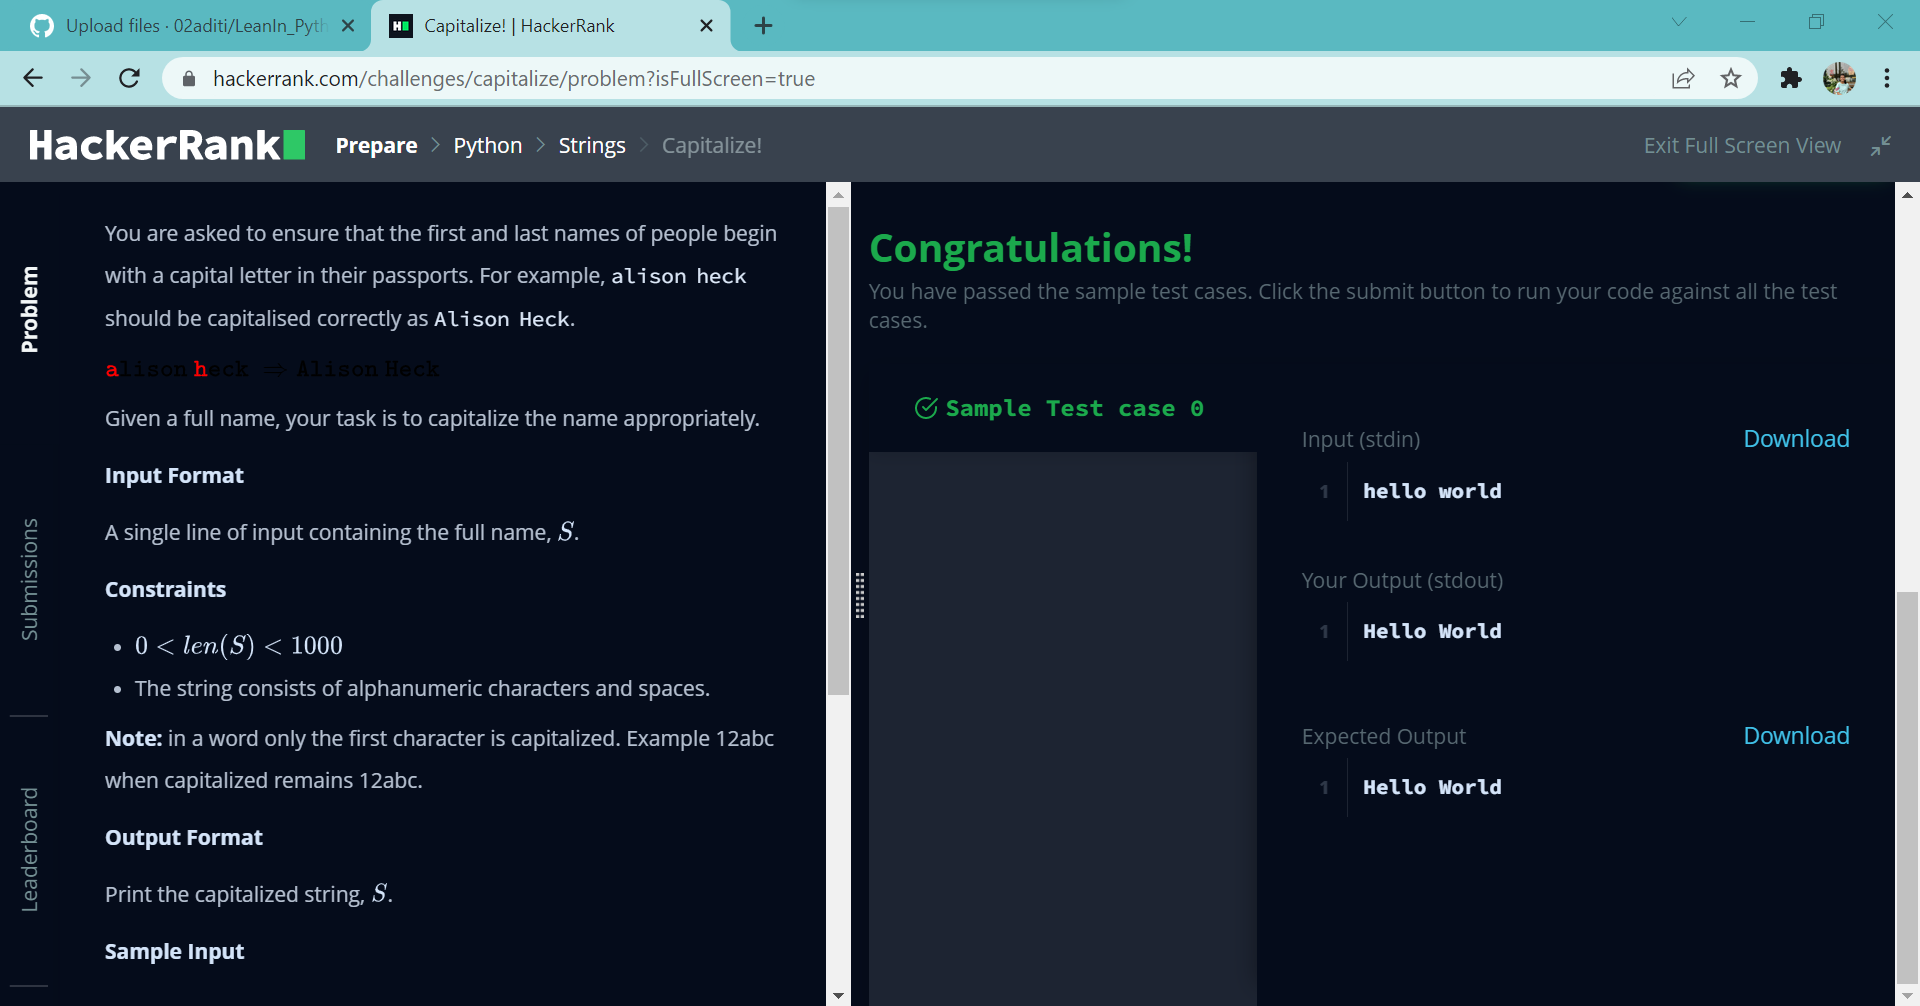 Upload files · 02aditi/LeanIn_Pyth
Capitalize! | HackerRank
hackerrank.com/challenges/capitalize/problem?isFullScreen=true
HackerRank
Prepare > Python > Strings > Capitalize!
Exit Full Screen View
Problem
Submissions
Leaderboard
You are asked to ensure that the first and last names of people begin
with a capital letter in their passports. For example, alison heck
should be capitalised correctly as Alison Heck.
alison heck ⇒ Alison Heck
Given a full name, your task is to capitalize the name appropriately.
Input Format
A single line of input containing the full name, S.
Constraints
• 0 < len(S) < 1000
• The string consists of alphanumeric characters and spaces.
Note: in a word only the first character is capitalized. Example 12abc
when capitalized remains 12abc.
Output Format
Print the capitalized string, S.
Sample Input
Congratulations!
You have passed the sample test cases. Click the submit button to run your code against all the test
cases.
Sample Test case 0
Input (stdin)
Download
1 hello world
Your Output (stdout)
1 Hello World
Expected Output
Download
1 Hello World